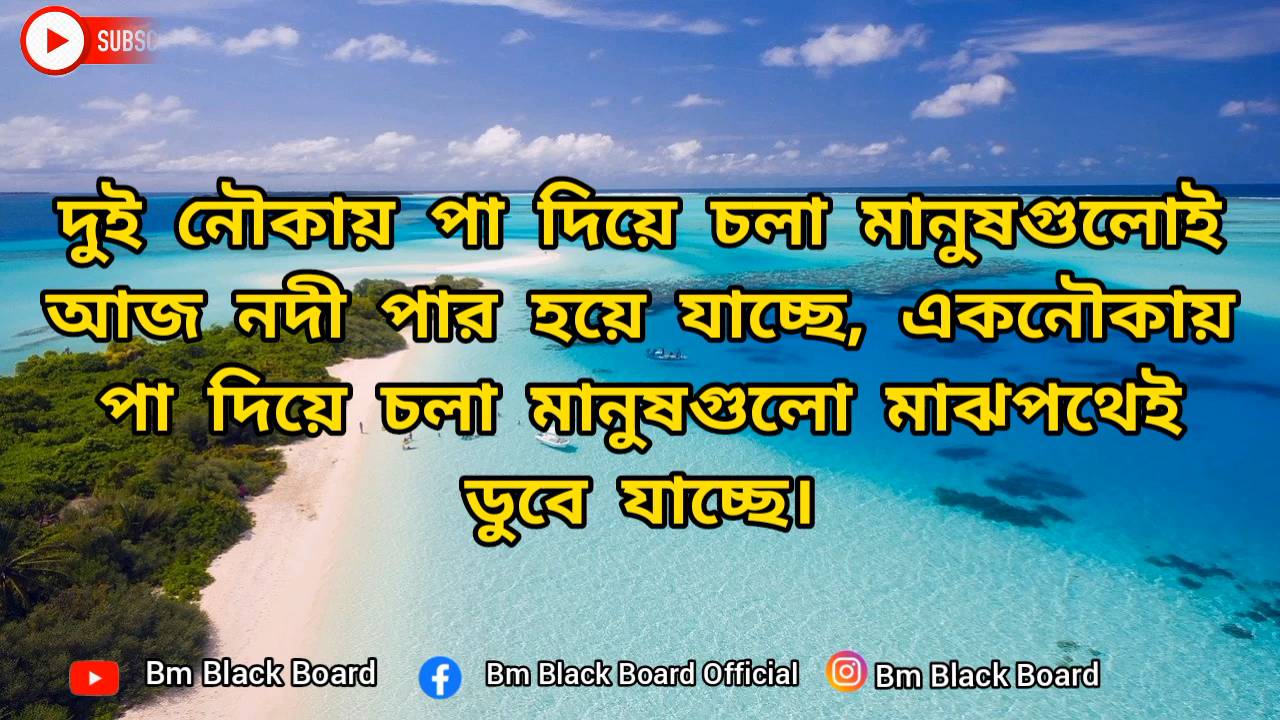 SUBSC
দুই নৌকায় পা দিয়ে চলা মানুষগুলোই
আজ নদী পার হয়ে যাচ্ছে, একনৌকায়
পা দিয়ে চলা মানুষগুলো মাঝপথেই
ডুবে যাচ্ছে।
Bm Black Board Bm Black Board Official Bm Black Board